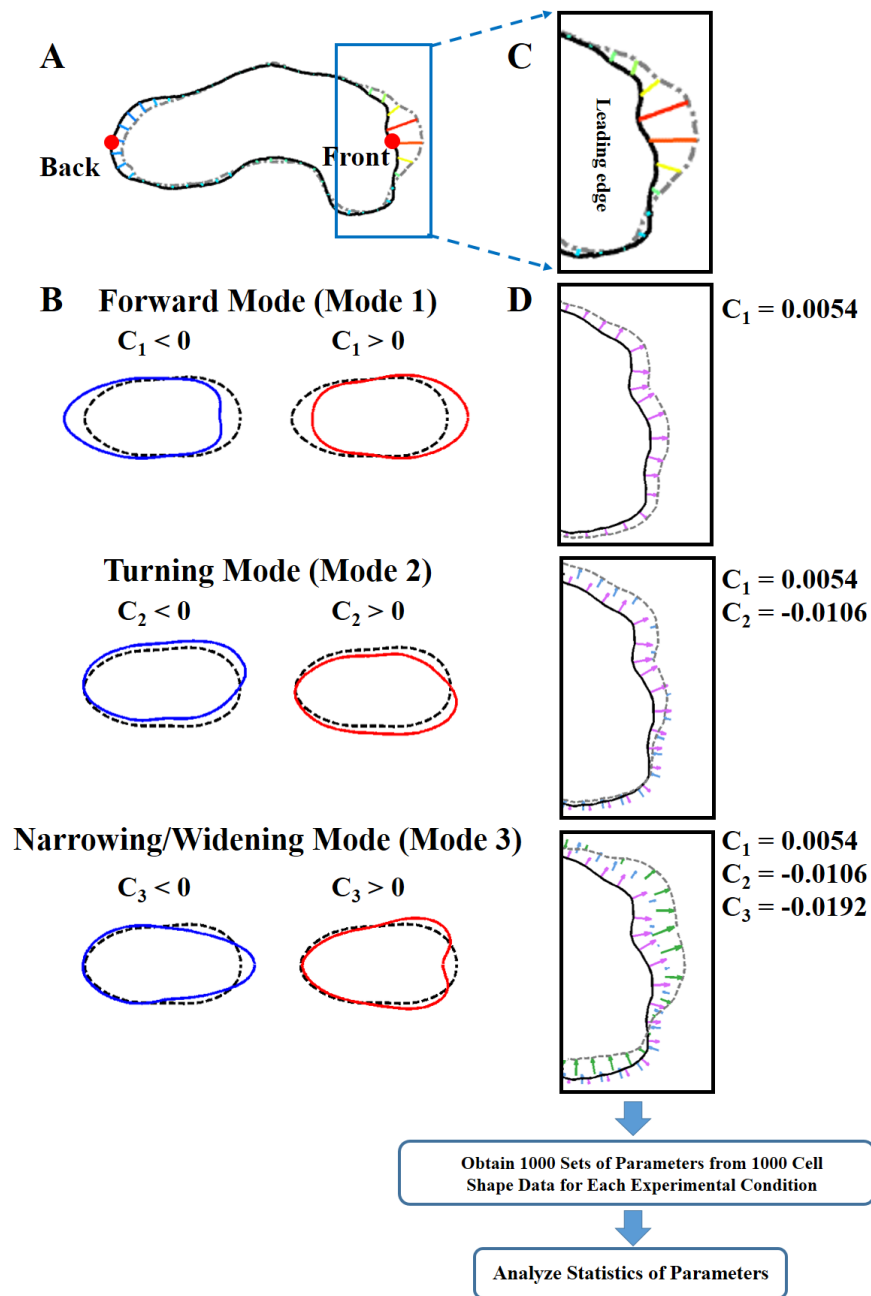 A
Back
Front
C
Leading edge
B
Forward Mode (Mode 1)
C1 < 0
C1 > 0
Turning Mode (Mode 2)
C2 < 0
C2 > 0
Narrowing/Widening Mode (Mode 3)
C3 < 0
C3 > 0
D
C1 = 0.0054
C1 = 0.0054
C2 = -0.0106
C1 = 0.0054
C2 = -0.0106
C3 = -0.0192
Obtain 1000 Sets of Parameters from 1000 Cell
Shape Data for Each Experimental Condition
Analyze Statistics of Parameters